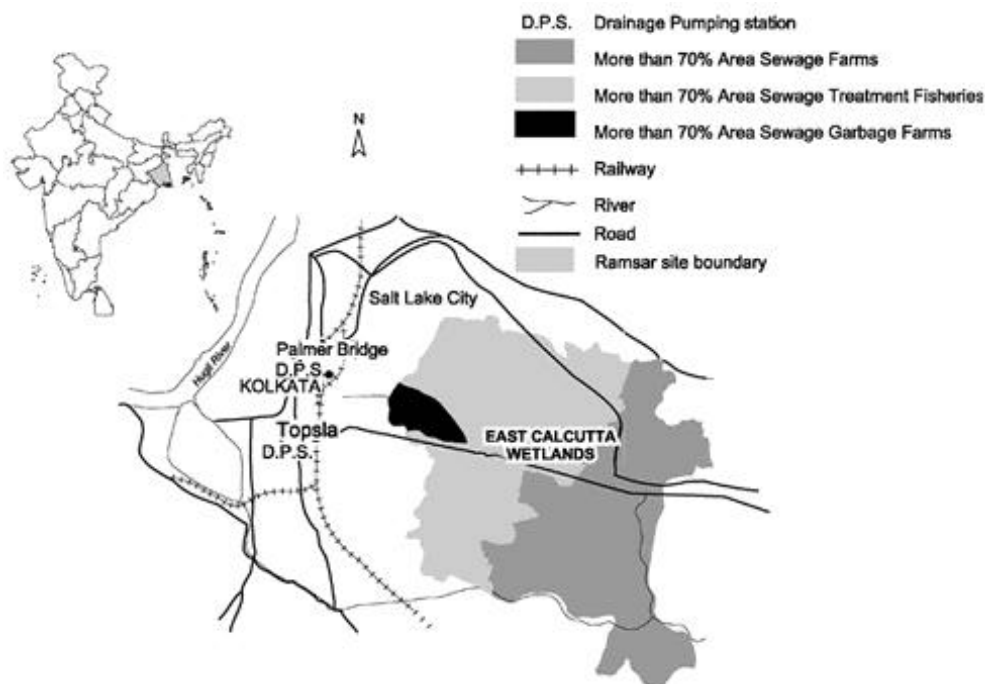 D.P.S. Drainage Pumping station
More than 70% Area Sewage Farms
More than 70% Area Sewage Treatment Fisheries
More than 70% Area Sewage Garbage Farms
Railway
River
Road
Ramsar site boundary
N
Salt Lake City
Hugli River
Palmer Bridge
D.P.S.
KOLKATA
Topsia
D.P.S.
EAST CALCUTTA
WETLANDS